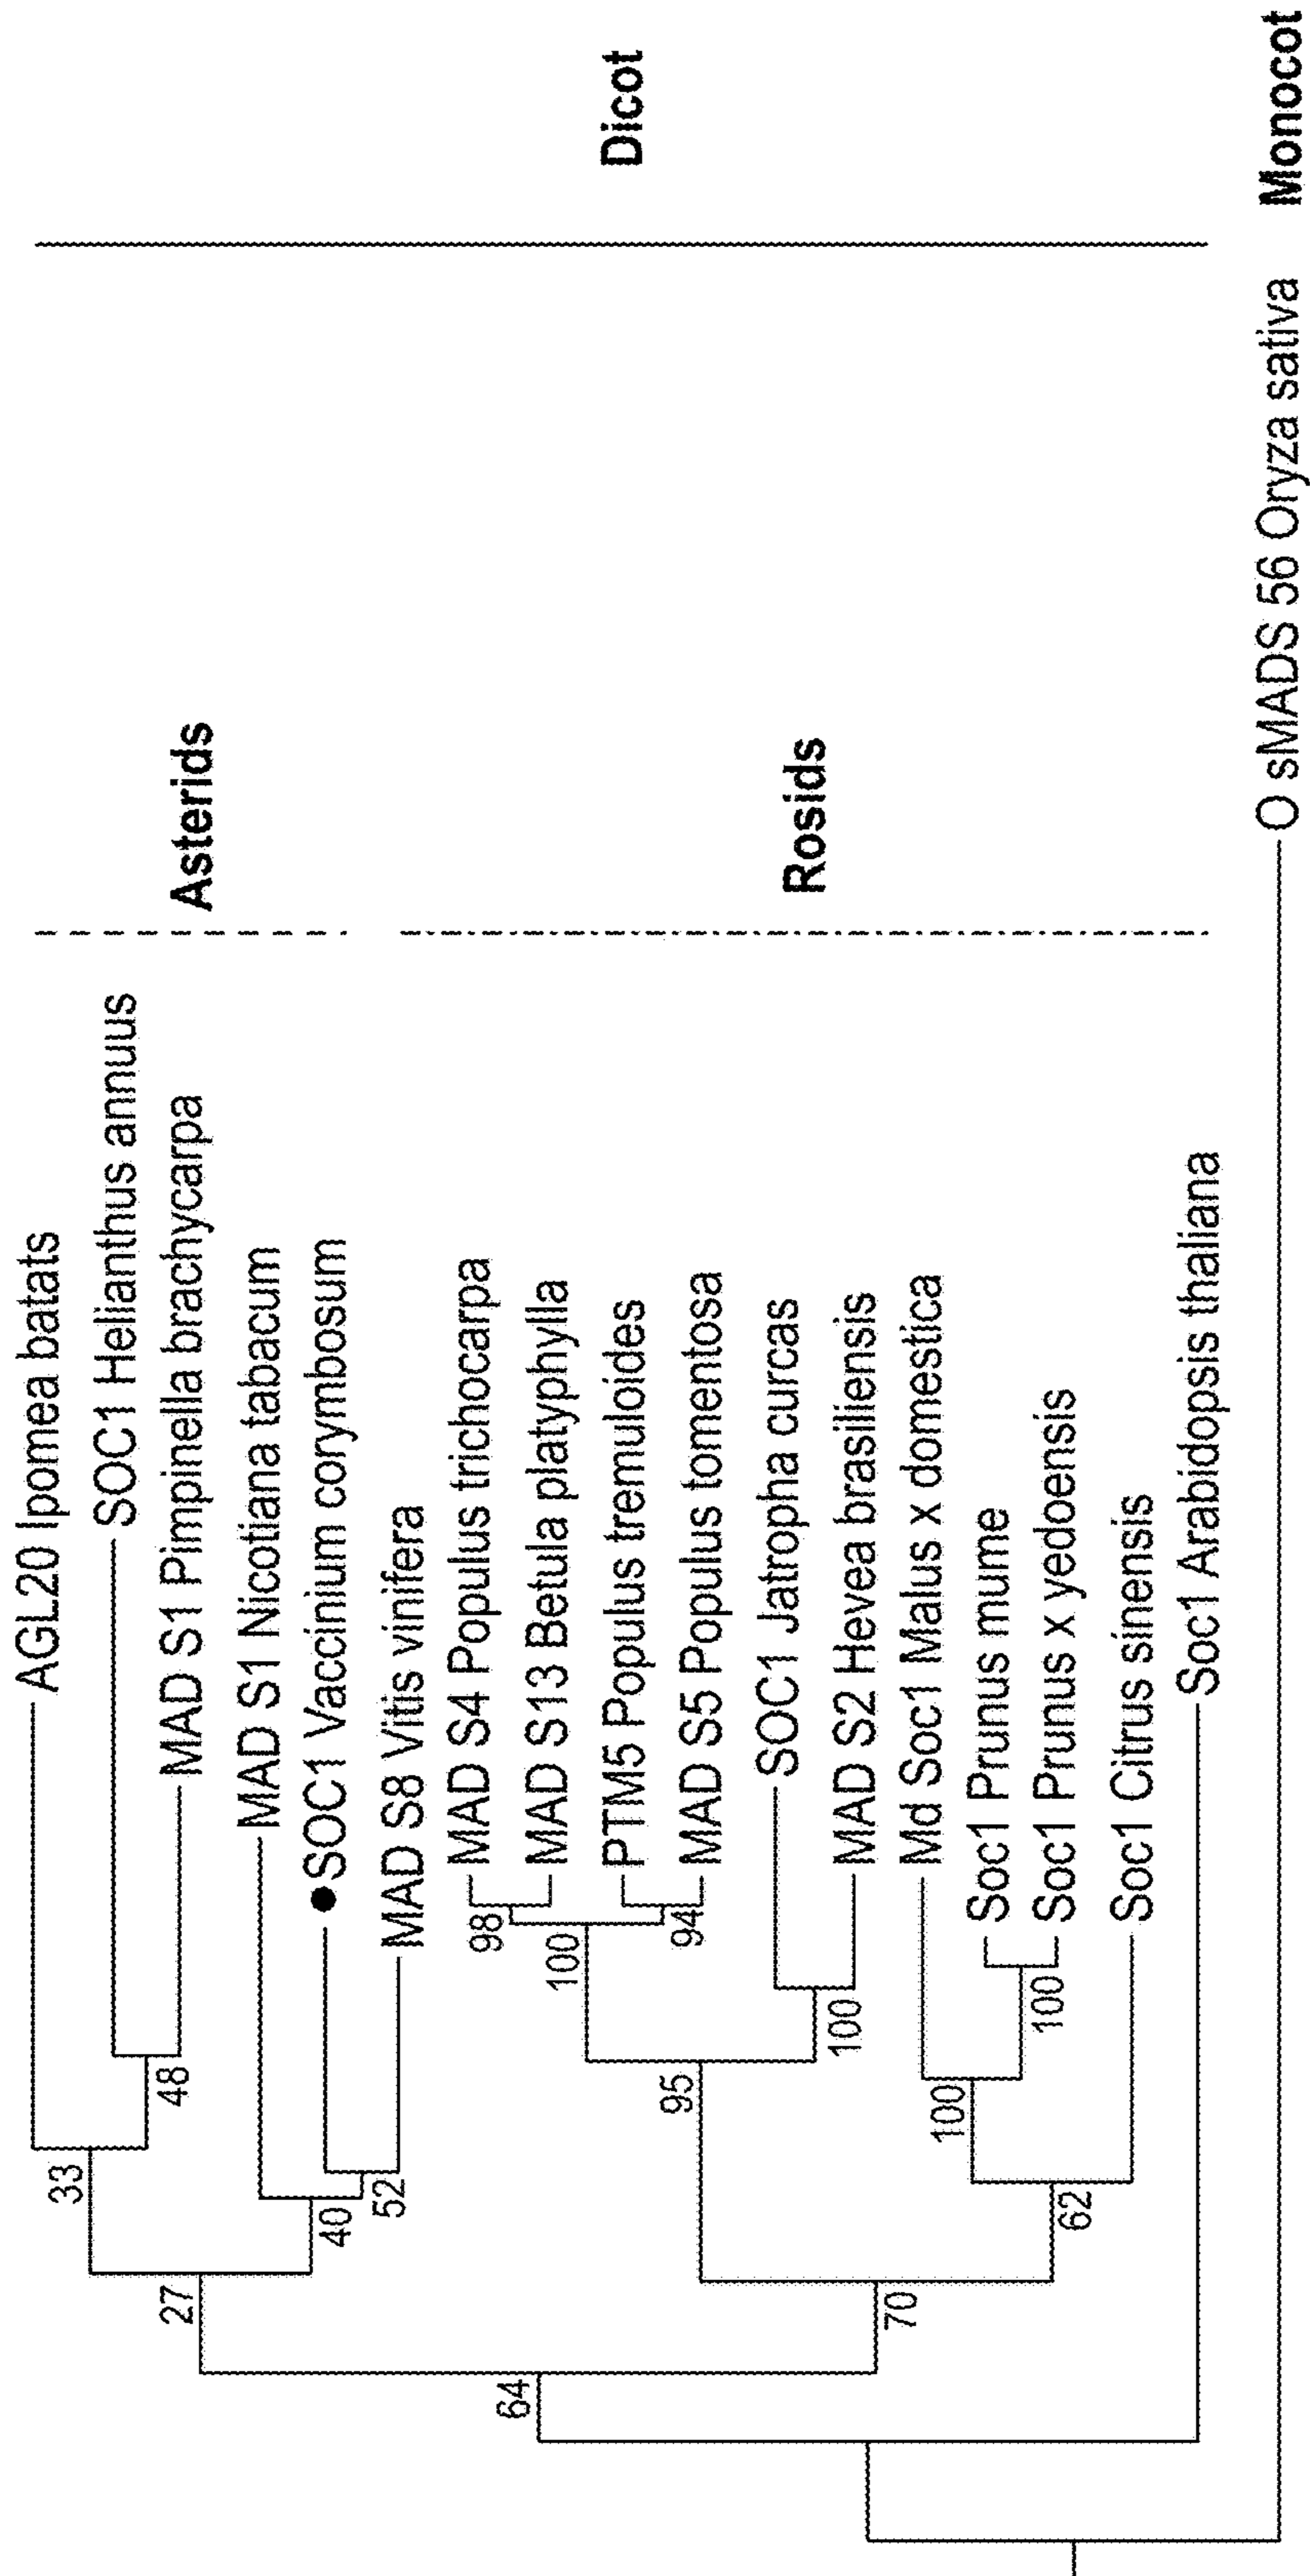 AGL20 Ipomea batats
SOC1 Helianthus annuus
MAD S1 Pimpinella brachycarpa
MAD S1 Nicotiana tabacum
SOC1 Vaccinium corymbosum
MAD S8 Vitis vinifera
MAD S4 Populus trichocarpa
MAD S13 Betula platyphylla
PTM5 Populus tremuloides
MAD S5 Populus tomentosa
SOC1 Jatropha curcas
MAD S2 Hevea brasiliensis
Md Soc1 Malus x domestica
Soc1 Prunus mume
Soc1 Prunus x yedoensis
Soc1 Citrus sinensis
Soc1 Arabidopsis thaliana
O sMADS 56 Oryza sativa
Asterids
Rosids
Dicot
Monocot
33
48
27
40
52
64
98
100
94
95
100
70
100
100
62